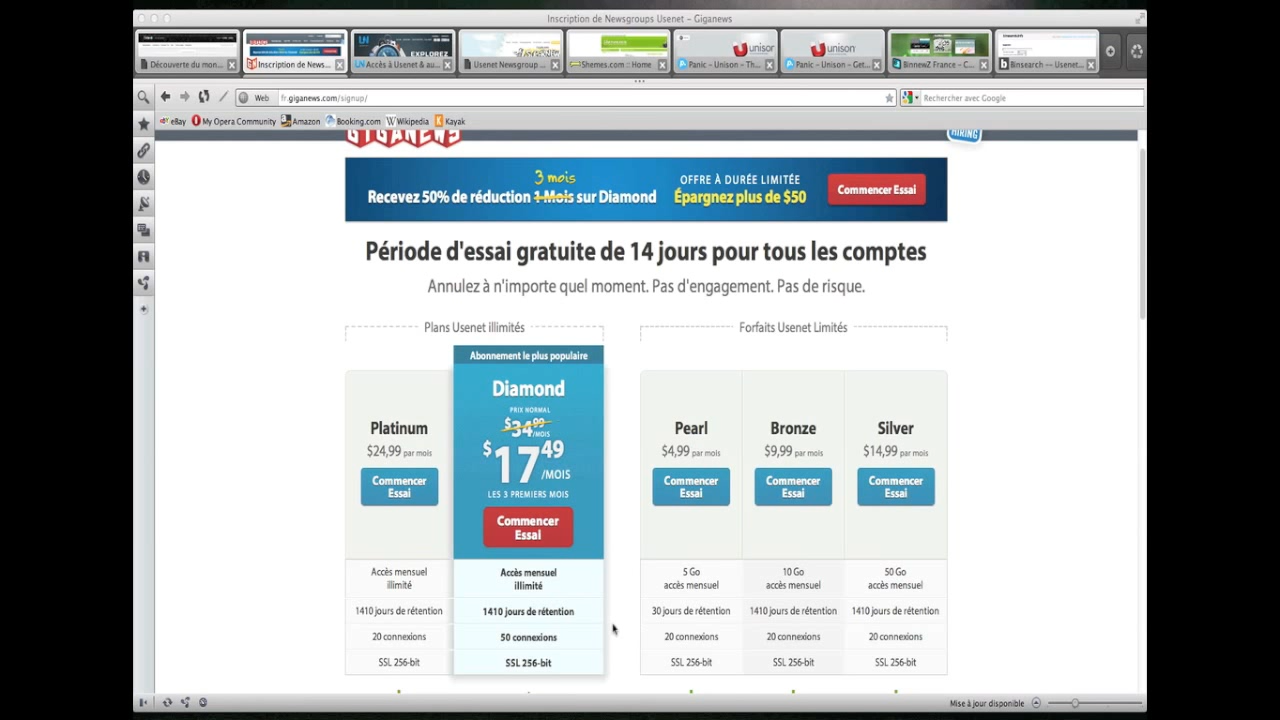 Inscription de Newsgroups Usenet – Giganews
Découverte du mon...
Inscription de News...
EXPLOREZ
Accès à Usenet & au...
Usenet Newsgroup ...
Shemes.com :: Home
unison
Panic – Unison – Th...
unison
Panic – Unison – Get...
BinnewZ France – C...
Binsearch — Usenet...
Web
fr.giganews.com/signup/
Rechercher avec Google
eBay
My Opera Community
Amazon
Booking.com
Wikipedia
Kayak
GIGANEWS
HIRING
3 mois
Recevez 50% de réduction 1 Mois sur Diamond
OFFRE À DURÉE LIMITÉE
Épargnez plus de $50
Commencer Essai
Période d'essai gratuite de 14 jours pour tous les comptes
Annulez à n'importe quel moment. Pas d'engagement. Pas de risque.
Plans Usenet illimités
Forfaits Usenet Limités
Abonnement le plus populaire
Platinum
$24,99 par mois
Commencer
Essai
Diamond
PRIX NORMAL
$34.99/MOIS
$17.49/MOIS
LES 3 PREMIERS MOIS
Commencer
Essai
Pearl
$4,99 par mois
Commencer
Essai
Bronze
$9,99 par mois
Commencer
Essai
Silver
$14,99 par mois
Commencer
Essai
Accès mensuel
illimité
Accès mensuel
illimité
5 Go
accès mensuel
10 Go
accès mensuel
50 Go
accès mensuel
1410 jours de rétention
1410 jours de rétention
30 jours de rétention
1410 jours de rétention
1410 jours de rétention
20 connexions
50 connexions
20 connexions
20 connexions
20 connexions
SSL 256-bit
SSL 256-bit
SSL 256-bit
SSL 256-bit
SSL 256-bit
Mise à jour disponible